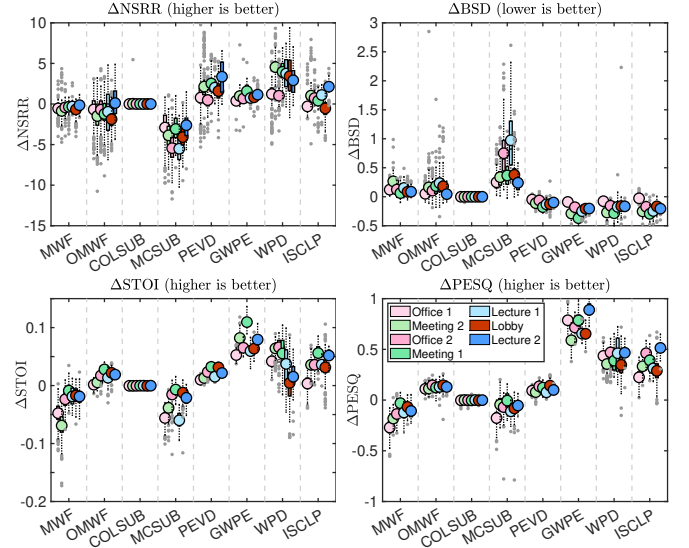 ΔNSRR (higher is better)
10
5
0
-5
-10
-15
ΔNSRR
MWF
OMWF
COLSUB
MCSUB
PEVD
GWPE
WPD
ISCLP
ΔBSD (lower is better)
3
2.5
2
1.5
1
0.5
0
-0.5
ΔBSD
MWF
OMWF
COLSUB
MCSUB
PEVD
GWPE
WPD
ISCLP
ΔSTOI (higher is better)
0.1
0
-0.1
-0.2
ΔSTOI
MWF
OMWF
COLSUB
MCSUB
PEVD
GWPE
WPD
ISCLP
ΔPESQ (higher is better)
1
0.5
0
-0.5
-1
ΔPESQ
Office 1
Meeting 2
Office 2
Meeting 1
Lecture 1
Lobby
Lecture 2
MWF
OMWF
COLSUB
MCSUB
PEVD
GWPE
WPD
ISCLP